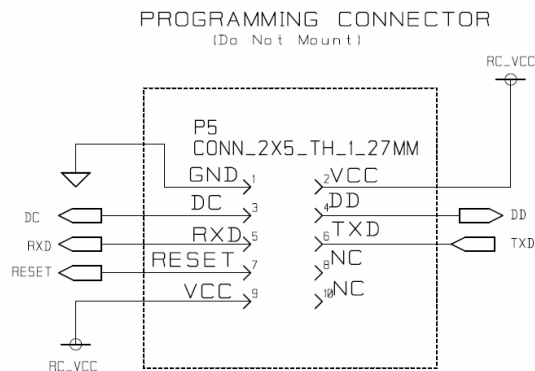 PROGRAMMING CONNECTOR
(Do Not Mount)
RC_VCC
P5
CONN_2X5_TH_1_27MM
GND 1 2 VCC
DC DC 3 4 DD DD
RXD RXD 5 6 TXD TXD
RESET RESET 7 8 NC
VCC 9 10 NC
RC_VCC